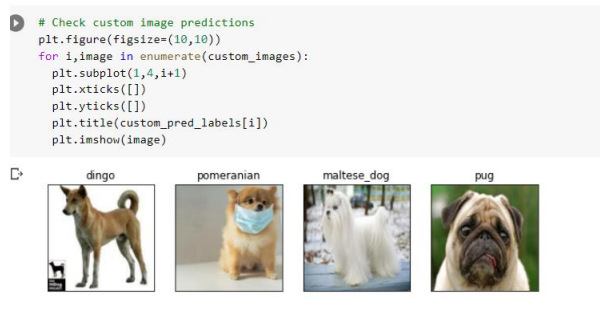 # Check custom image predictions
plt.figure(figsize=(10,10))
for i,image in enumerate(custom_images):
  plt.subplot(1,4,i+1)
  plt.xticks([])
  plt.yticks([])
  plt.title(custom_pred_labels[i])
  plt.imshow(image)
dingo pomeranian maltese_dog pug